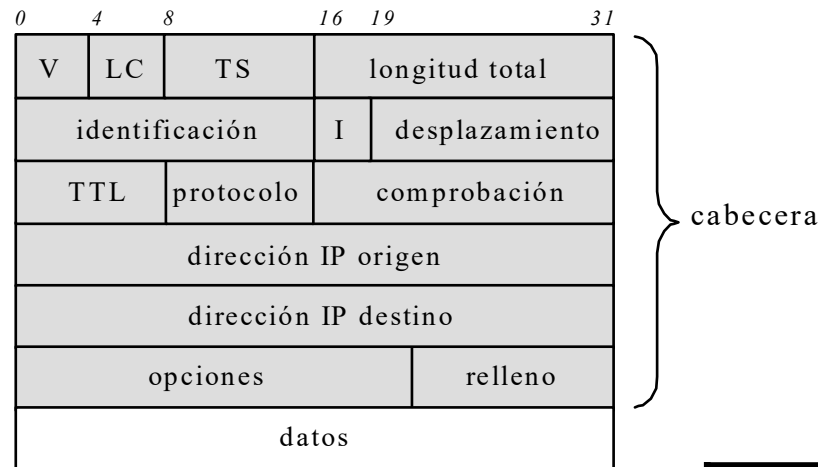 0 4 8 16 19 31
V LC TS longitud total
identificación I desplazamiento
TTL protocolo comprobación
cabecera
dirección IP origen
dirección IP destino
opciones relleno
datos